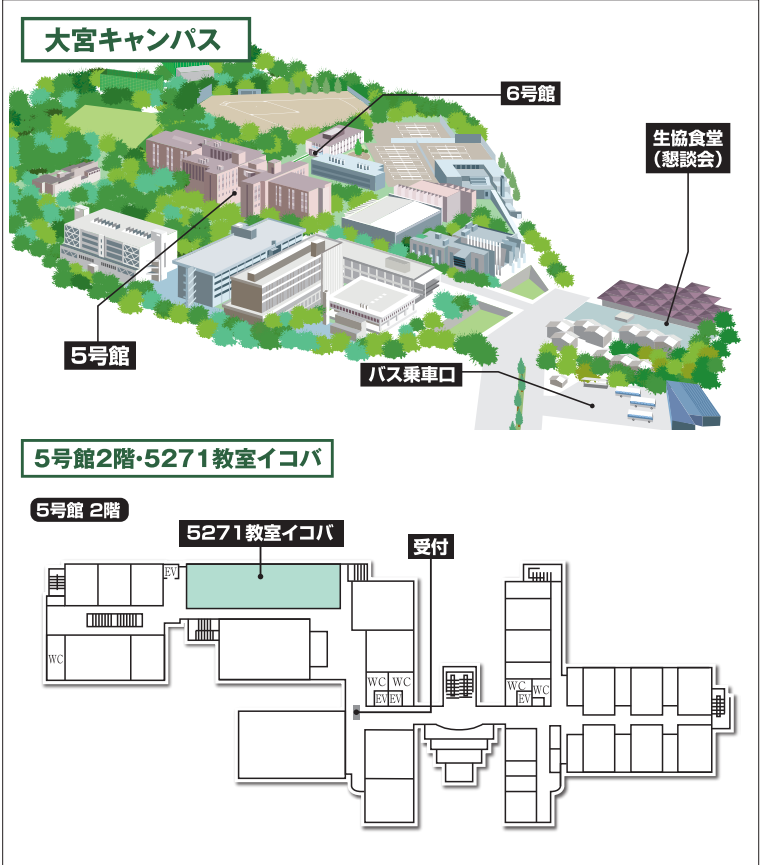 大宮キャンパス
6号館
生協食堂
（懇談会）
5号館
バス乗車口
5号館2階・5271教室イコバ
5号館 2階
5271教室イコバ
受付
EV
WC
WC WC
EV EV
WC WC
EV